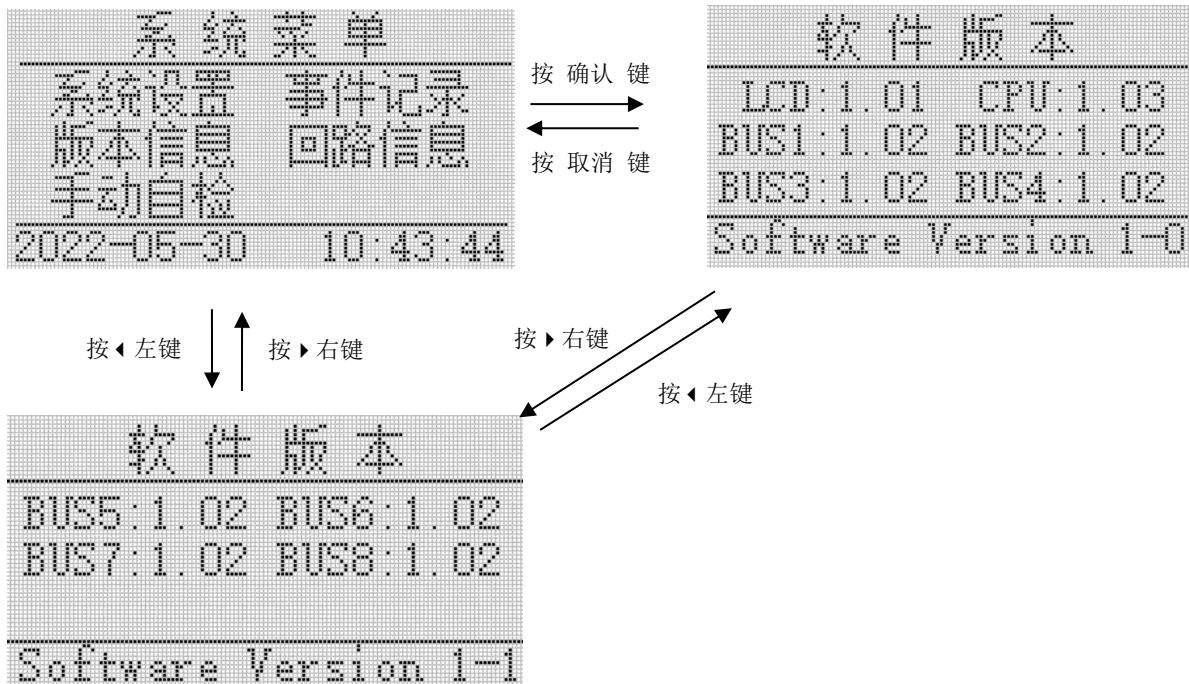 系 统 菜 单
系统设置 事件记录
版本信息 回路信息
手动自检
2022-05-30 10:43:44
按 确认 键
按 取消 键
软 件 版 本
LCD:1.01 CPU:1.03
BUS1:1.02 BUS2:1.02
BUS3:1.02 BUS4:1.02
Software Version 1-0
按◀左键
按▶右键
按▶右键
按◀左键
软 件 版 本
BUS5:1.02 BUS6:1.02
BUS7:1.02 BUS8:1.02
Software Version 1-1